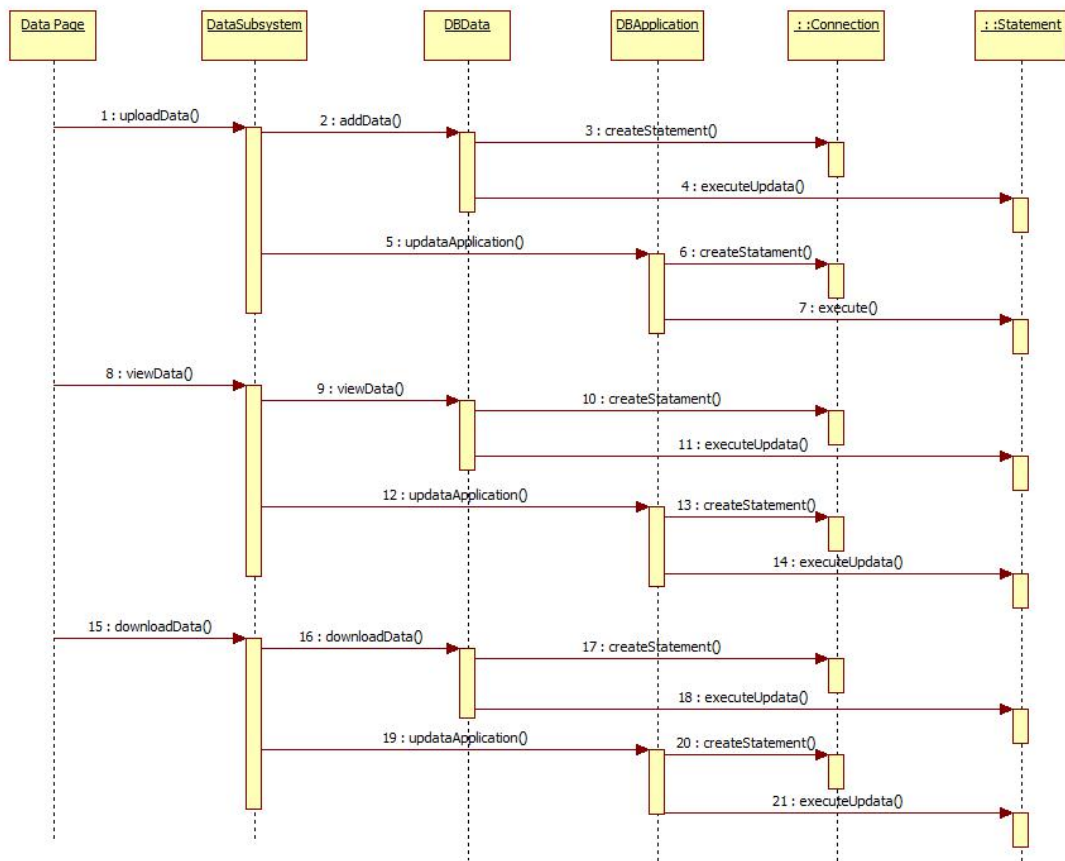 Data Page
DataSubsystem
DBData
DBApplication
: ::Connection
: ::Statement
1 : uploadData()
2 : addData()
3 : createStatement()
4 : executeUpdata()
5 : updataApplication()
6 : createStatament()
7 : execute()
8 : viewData()
9 : viewData()
10 : createStatament()
11 : executeUpdata()
12 : updataApplication()
13 : createStatement()
14 : executeUpdata()
15 : downloadData()
16 : downloadData()
17 : createStatement()
18 : executeUpdata()
19 : updataApplication()
20 : createStatement()
21 : executeUpdata()